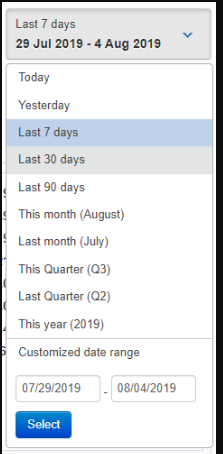 Last 7 days
29 Jul 2019 - 4 Aug 2019
Today
Yesterday
Last 7 days
Last 30 days
Last 90 days
This month (August)
Last month (July)
This Quarter (Q3)
Last Quarter (Q2)
This year (2019)
Customized date range
07/29/2019 - 08/04/2019
Select